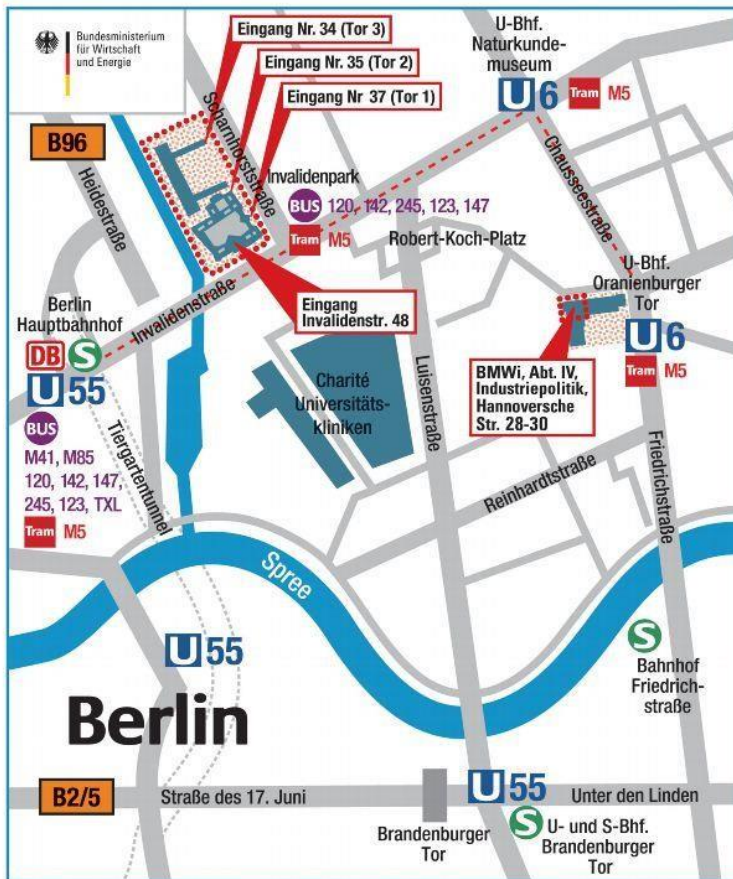 Bundesministerium
für Wirtschaft
und Energie
Eingang Nr. 34 (Tor 3)
Eingang Nr. 35 (Tor 2)
Eingang Nr 37 (Tor 1)
U-Bhf.
Naturkunde-
museum
U6 Tram M5
B96
Heidestraße
Scharnhorststraße
Invalidenpark
BUS 120, 142, 245, 123, 147
Tram M5
Robert-Koch-Platz
Chausseestraße
U-Bhf.
Oranienburger
Tor
U6
Tram M5
Invalidenstraße
Eingang
Invalidenstr. 48
Berlin
Hauptbahnhof
DB S
U55
BUS
M41, M85
120, 142, 147,
245, 123, TXL
Tram M5
Tiergartentunnel
Charité
Universitäts-
kliniken
Luisenstraße
BMWi, Abt. IV,
Industriepolitik,
Hannoversche
Str. 28-30
Reinhardtstraße
Friedrichstraße
Spree
U55
S
Bahnhof
Friedrich-
straße
Berlin
B2/5
Straße des 17. Juni
U55
Unter den Linden
Brandenburger
Tor
S U- und S-Bhf.
Brandenburger
Tor